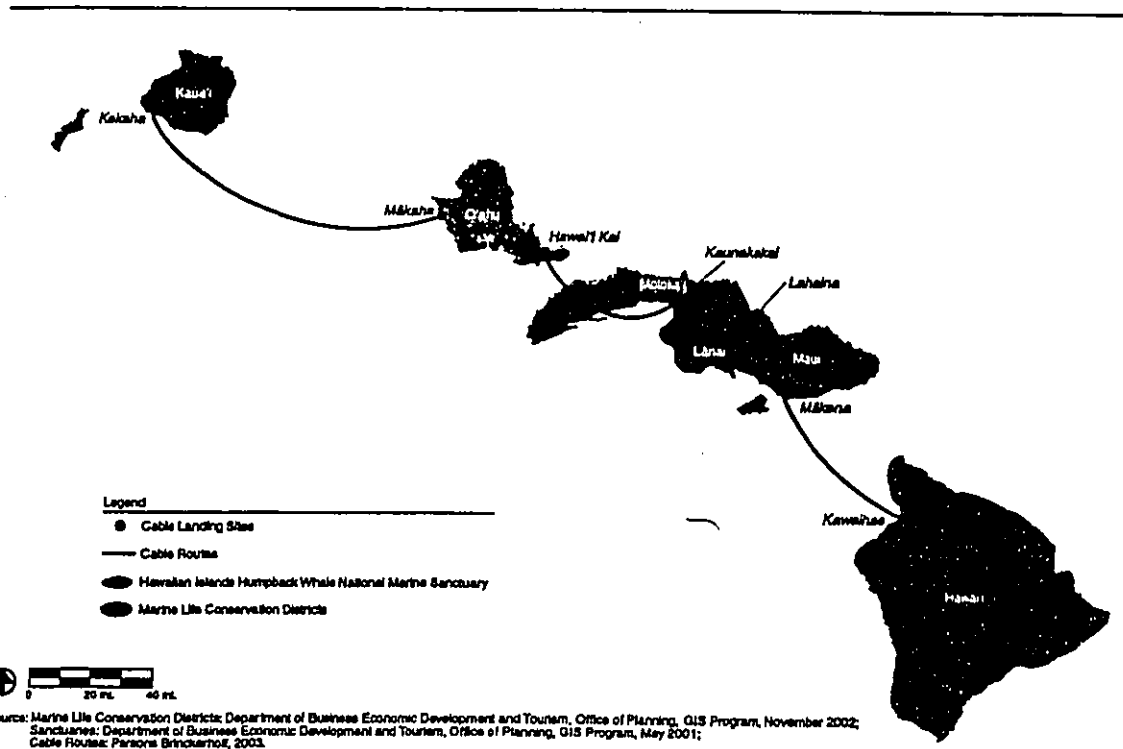 Kaua'i
Kekaha
Mākaha
O'ahu
Hawai'i Kai
Kaunakakai
Moloka'i
Lahaina
Lānai
Maui
Mākena
Kawaihae
Hawai'i
Legend
Cable Landing Sites
Cable Routes
Hawaiian Islands Humpback Whale National Marine Sanctuary
Marine Life Conservation Districts
0 20 mi. 40 mi.
urce: Marine Life Conservation Districts: Department of Business Economic Development and Tourism, Office of Planning, GIS Program, November 2002;
Sanctuaries: Department of Business Economic Development and Tourism, Office of Planning, GIS Program, May 2001;
Cable Routes: Parsons Brinckerhoff, 2003.